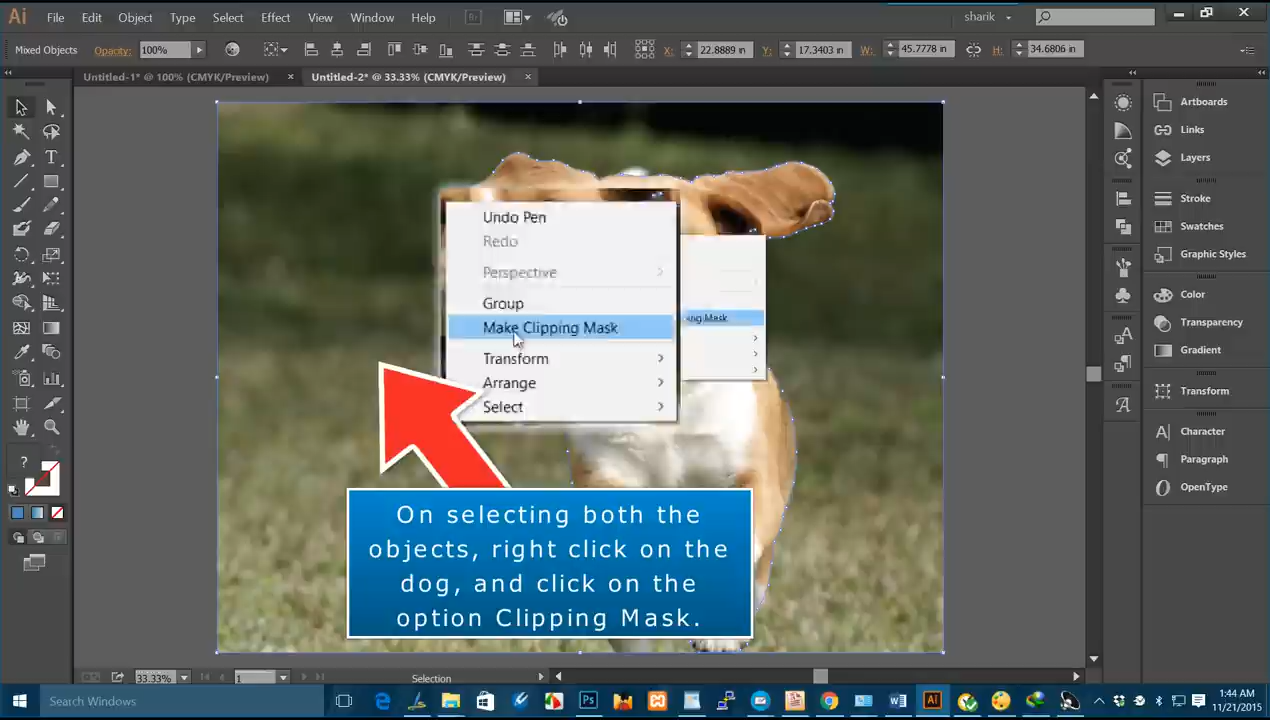 Ai File Edit Object Type Select Effect View Window Help Br sharik
Mixed Objects Opacity: 100% X: 22.8889 in Y: 17.3403 in W: 45.7778 in H: 34.6806 in
Untitled-1* @ 100% (CMYK/Preview) × Untitled-2* @ 33.33% (CMYK/Preview) ×
Artboards
Links
Layers
Stroke
Swatches
Graphic Styles
Color
Transparency
Gradient
Transform
Character
Paragraph
OpenType
Undo Pen
Redo
Perspective
Group
Make Clipping Mask
ping Mask
Transform
Arrange
Select
On selecting both the
objects, right click on the
dog, and click on the
option Clipping Mask.
33.33% 1 Selection
Search Windows
1:44 AM
11/21/2015